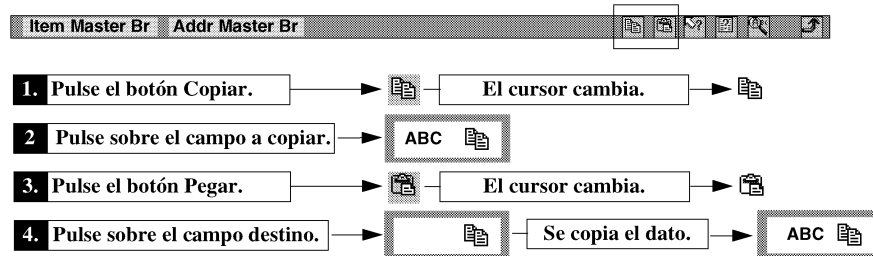 Item Master Br Addr Master Br
1. Pulse el botón Copiar. El cursor cambia.
2 Pulse sobre el campo a copiar. ABC
3. Pulse el botón Pegar. El cursor cambia.
4. Pulse sobre el campo destino. Se copia el dato. ABC